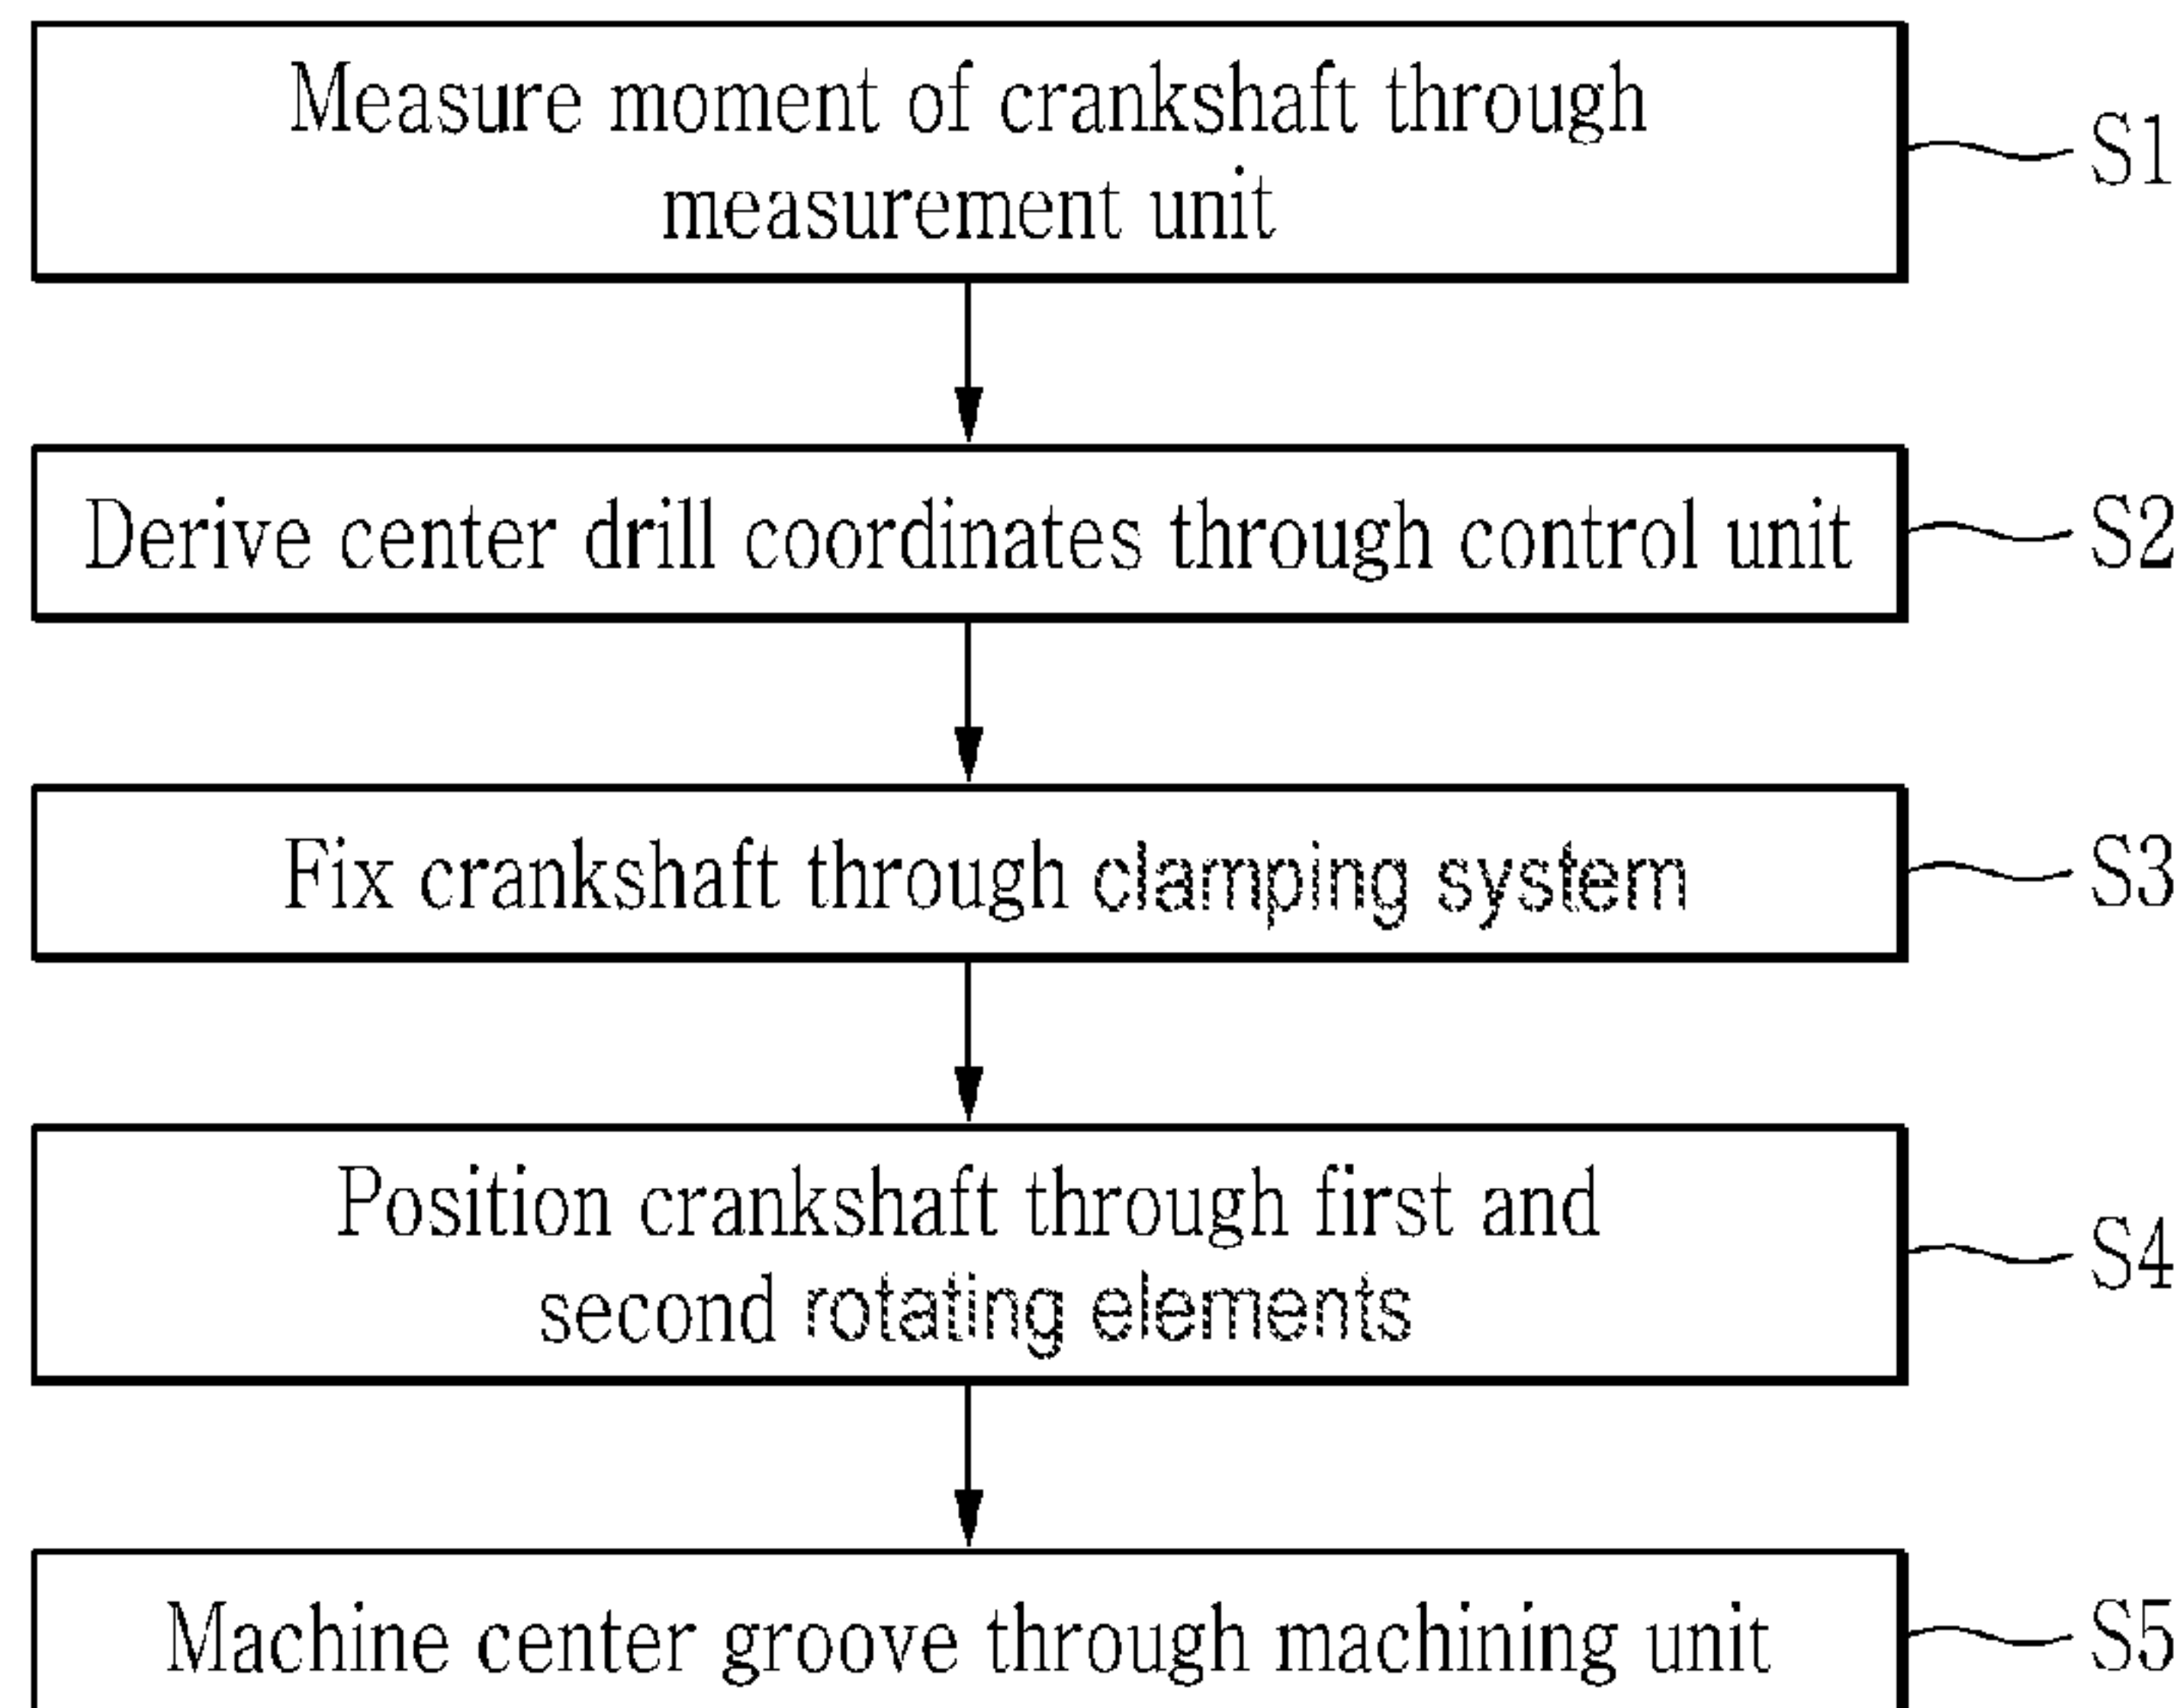 Measure moment of crankshaft through
measurement unit
S1
Derive center drill coordinates through control unit
S2
Fix crankshaft through clamping system
S3
Position crankshaft through first and
second rotating elements
S4
Machine center groove through machining unit
S5